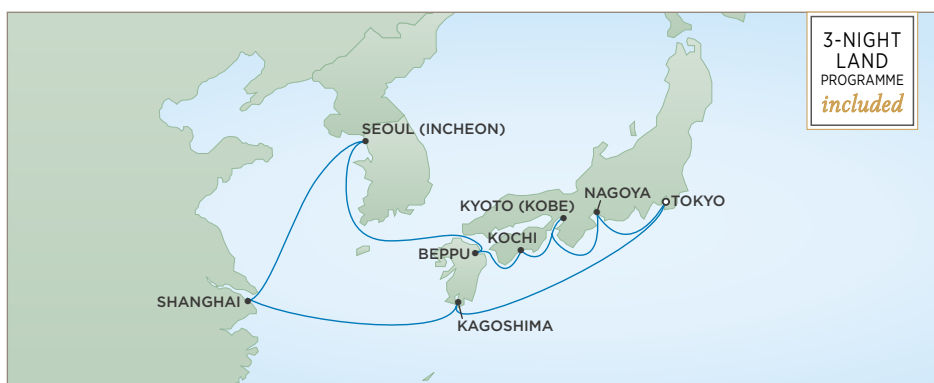 3-NIGHT
LAND
PROGRAMME
included
SEOUL (INCHEON)
NAGOYA
KYOTO (KOBE)
TOKYO
KOCHI
BEPPU
SHANGHAI
KAGOSHIMA